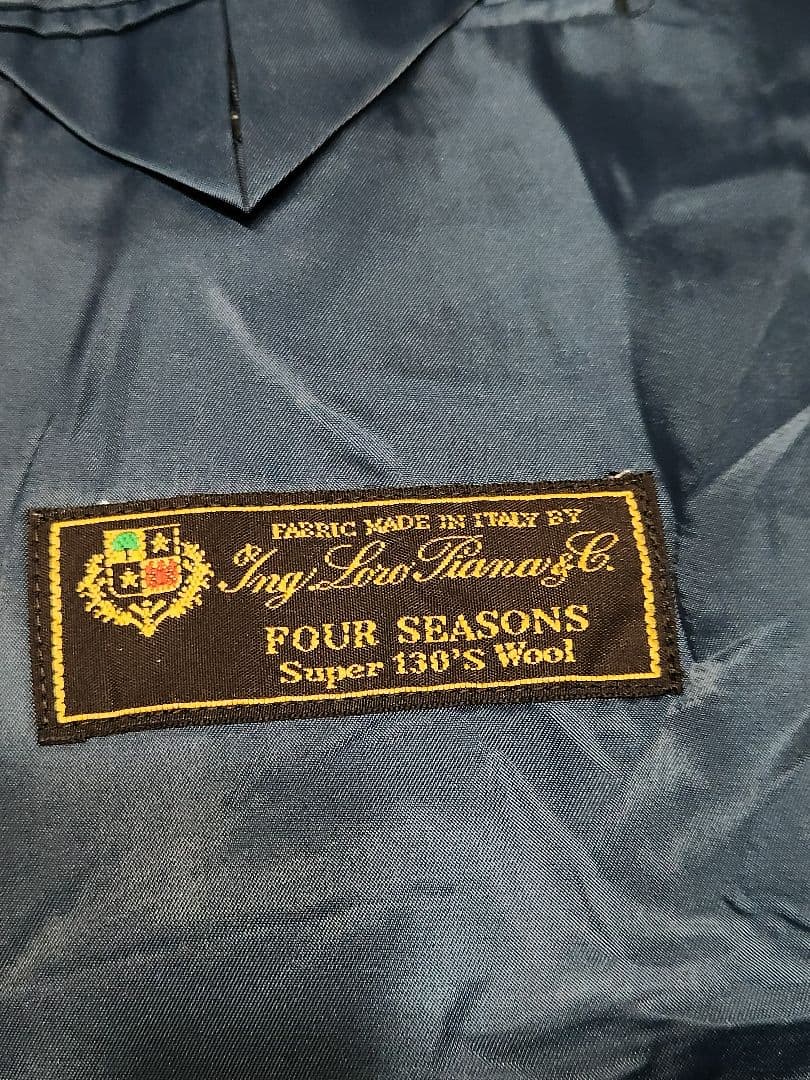 FABRIC MADE IN ITALY BY
Ing. Loro Piana & C.
FOUR SEASONS
Super 130'S Wool